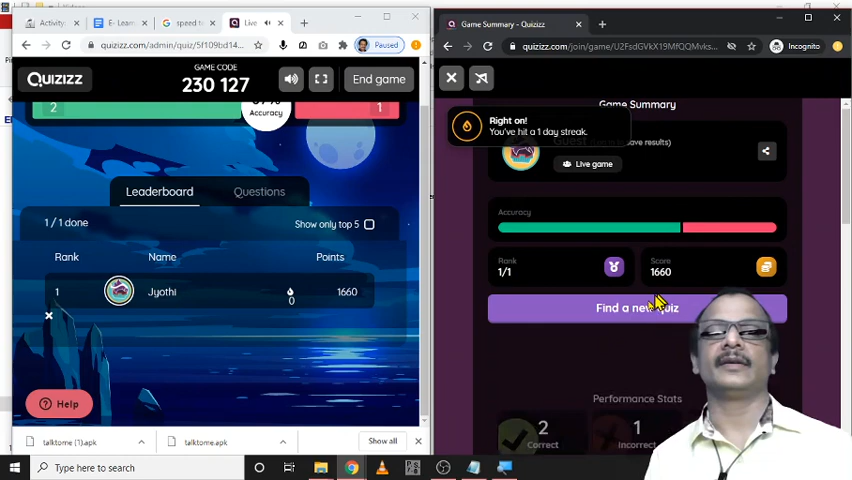 Activity:
E- Learn
speed t
Live
Game Summary - Quizizz
quizizz.com/admin/quiz/5f109bd14...
Paused
quizizz.com/join/game/U2FsdGVkX19MfQQMvks...
Incognito
QUIZIZZ
GAME CODE
230 127
End game
2
Accuracy
1
Leaderboard
Questions
1 / 1 done
Show only top 5
Rank
Name
Points
1
Jyothi
0
1660
Help
Game Summary
Right on!
You've hit a 1 day streak.
Live game
Accuracy
Rank
1/1
Score
1660
Find a new quiz
Performance Stats
2
Correct
1
Incorrect
talktome (1).apk
talktome.apk
Show all
Type here to search